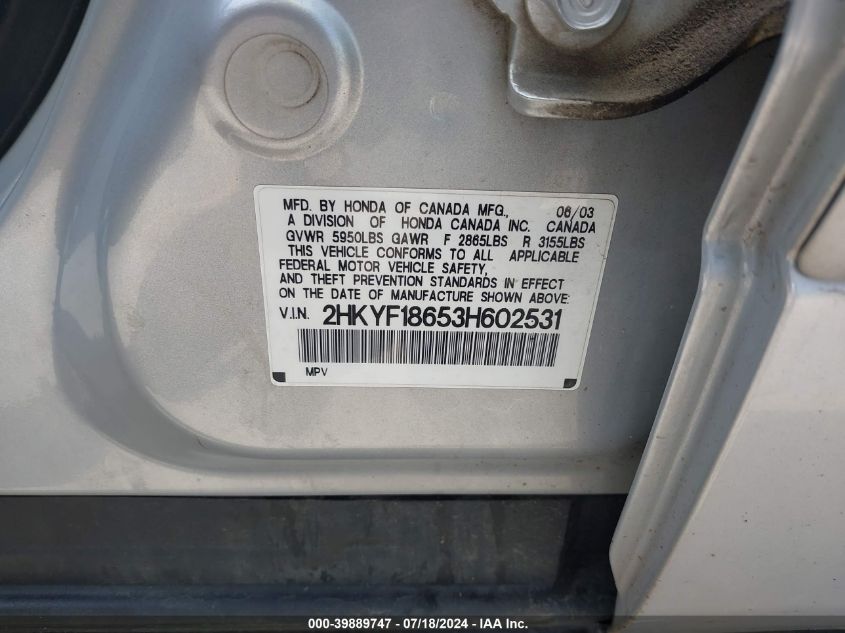 MFD. BY HONDA OF CANADA MFG., 06/03
A DIVISION OF HONDA CANADA INC. CANADA
GVWR 5950LBS GAWR F 2865LBS R 3155LBS
THIS VEHICLE CONFORMS TO ALL APPLICABLE
FEDERAL MOTOR VEHICLE SAFETY,
AND THEFT PREVENTION STANDARDS IN EFFECT
ON THE DATE OF MANUFACTURE SHOWN ABOVE:
V.I.N. 2HKYF18653H602531
MPV
000-39889747 - 07/18/2024 - IAA Inc.